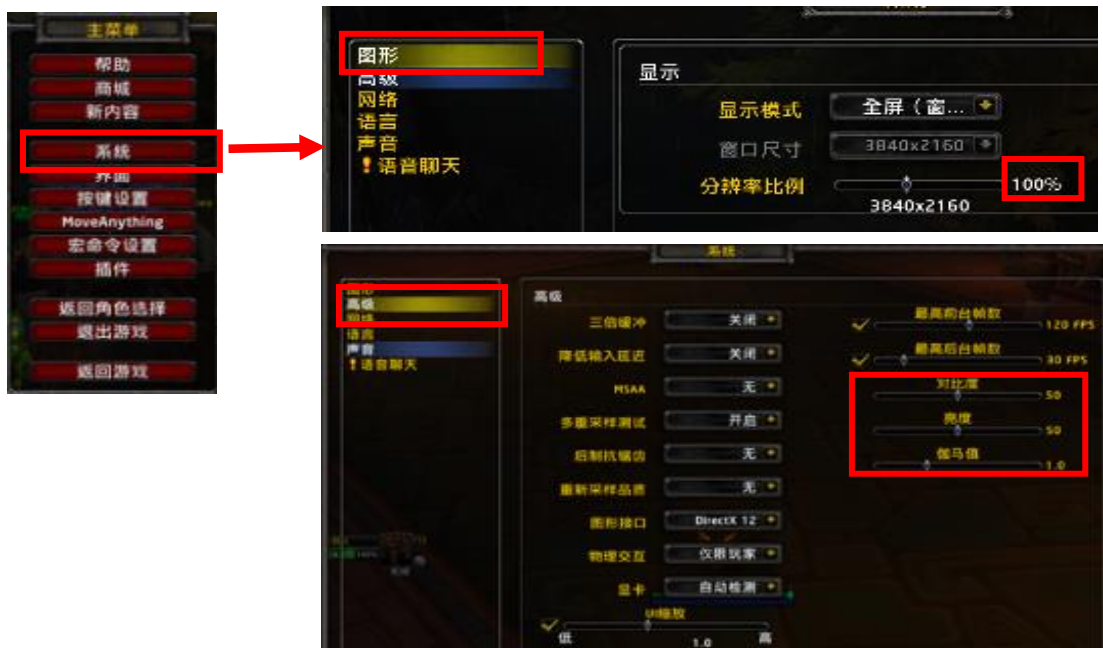 主菜单
帮助
商城
新内容
系统
界面
按键设置
MoveAnything
宏命令设置
插件
返回角色选择
退出游戏
返回游戏
图形
高级
网络
语言
声音
!语音聊天
显示
显示模式 全屏（窗...
窗口尺寸 3840x2160
分辨率比例 100%
3840x2160
系统
图形
高级
网络
语言
声音
!语音聊天
高级
三倍缓冲 关闭
降低输入延迟 关闭
MSAA 无
多重采样测试 开启
后制抗锯齿 无
重新采样品质 无
图形接口 DirectX 12
物理交互 仅限玩家
显卡 自动检测
UI缩放
低 1.0 高
最高前台帧数
120 FPS
最高后台帧数
30 FPS
对比度
50
亮度
50
伽马值
1.0